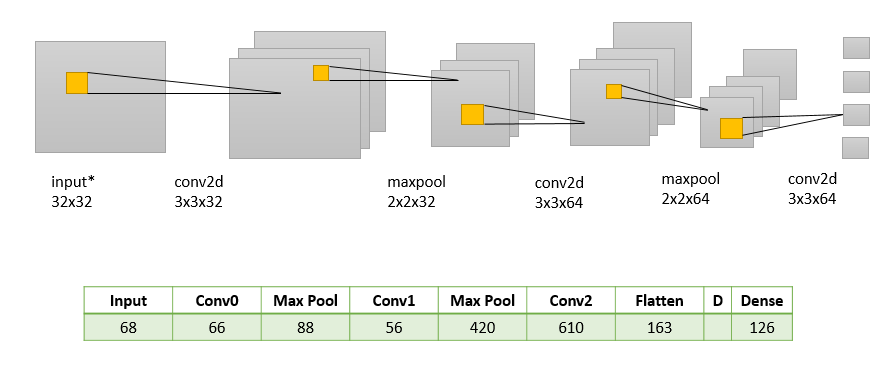 input* conv2d maxpool conv2d maxpool conv2d
32x32 3x3x32 2x2x32 3x3x64 2x2x64 3x3x64
Input Conv0 Max Pool Conv1 Max Pool Conv2 Flatten D Dense
68 66 88 56 420 610 163 126